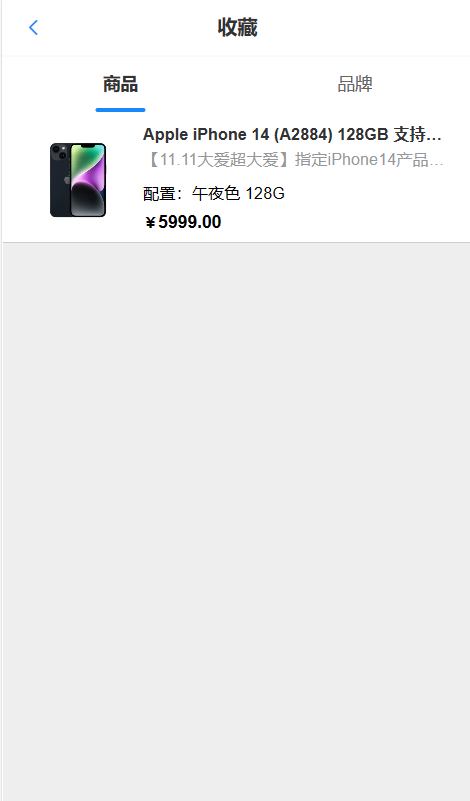 收藏
商品
品牌
Apple iPhone 14 (A2884) 128GB 支持…
【11.11大爱超大爱】指定iPhone14产品…
配置：午夜色 128G
￥5999.00